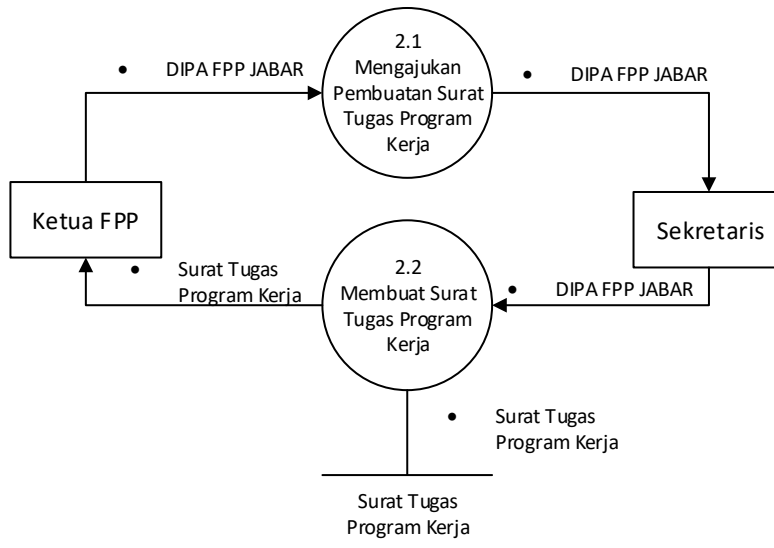 2.1
Mengajukan
Pembuatan Surat
Tugas Program
Kerja
• DIPA FPP JABAR
• DIPA FPP JABAR
Ketua FPP
Sekretaris
2.2
Membuat Surat
Tugas Program
Kerja
• Surat Tugas
Program Kerja
• DIPA FPP JABAR
• Surat Tugas
Program Kerja
Surat Tugas
Program Kerja